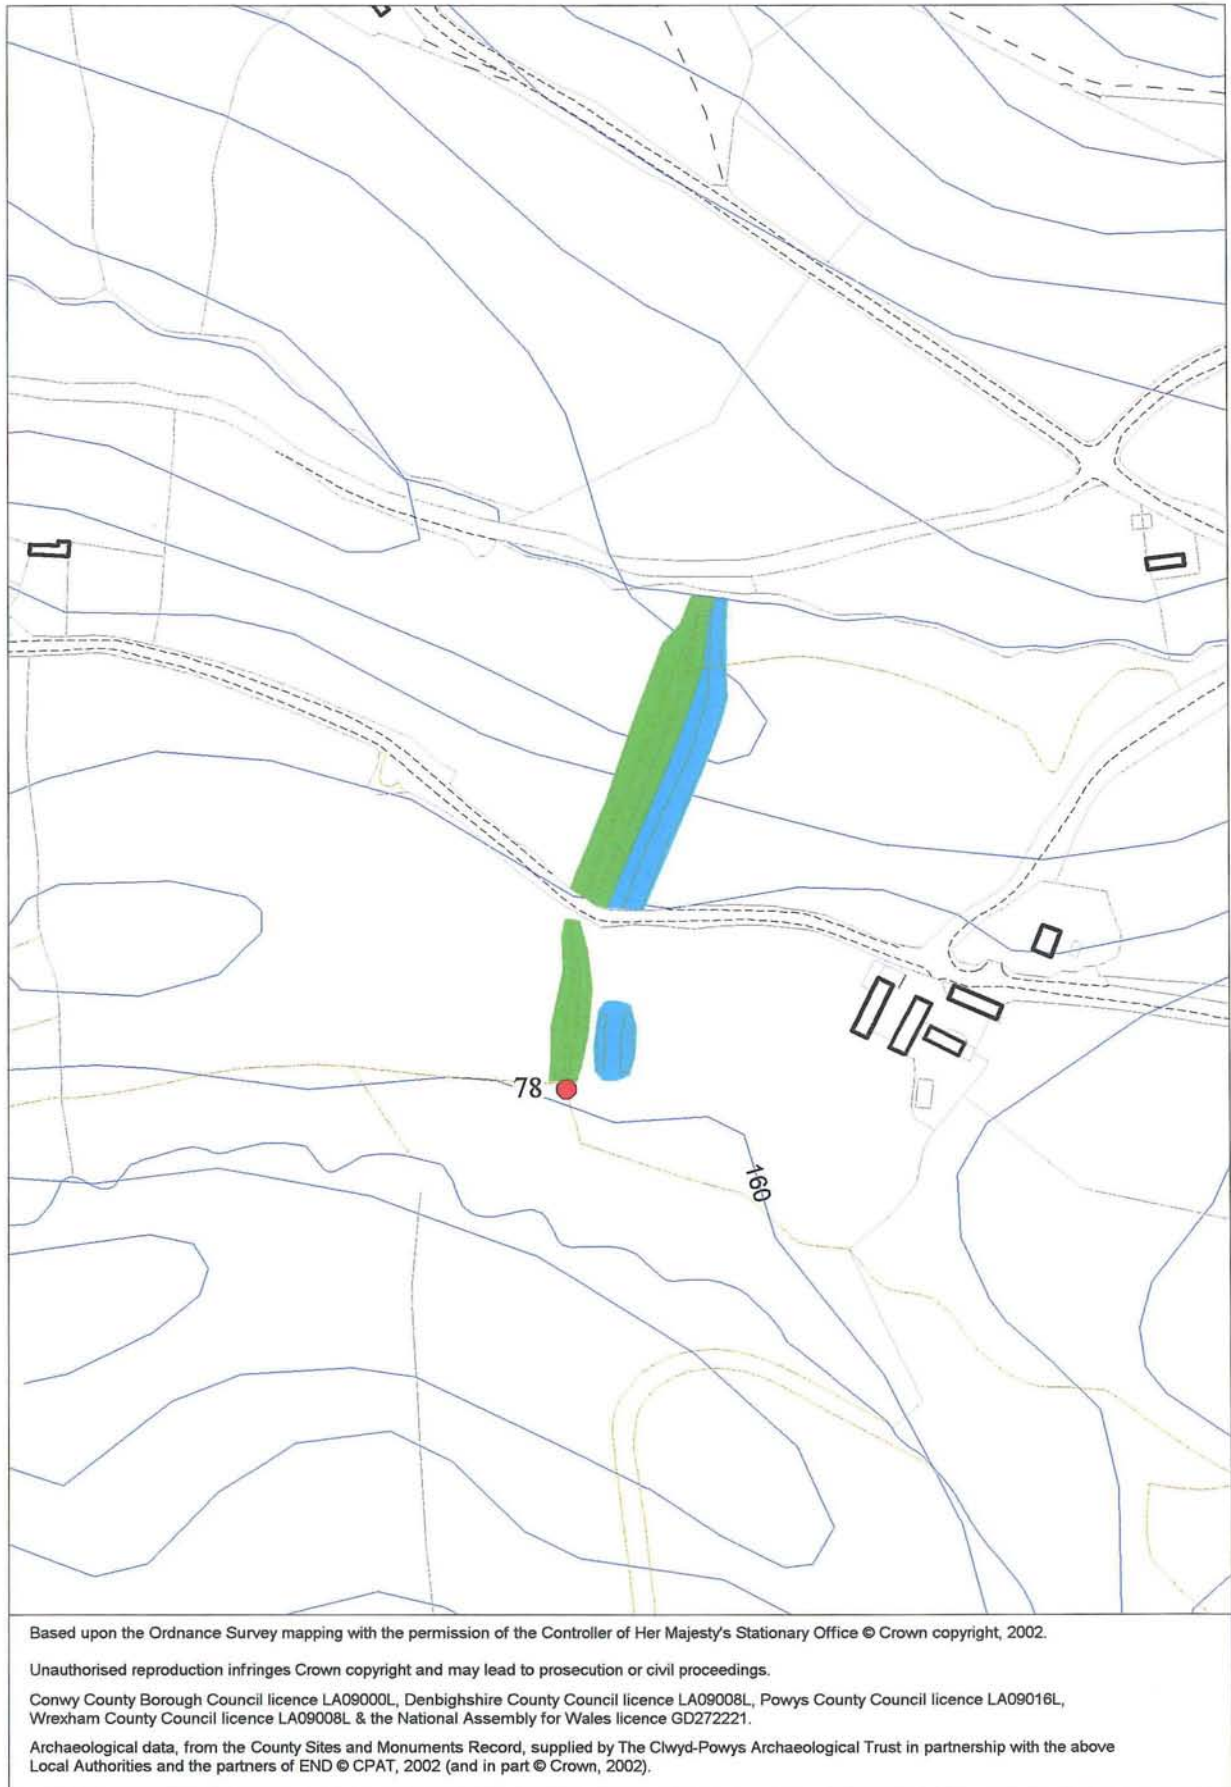 78
160
Based upon the Ordnance Survey mapping with the permission of the Controller of Her Majesty's Stationary Office © Crown copyright, 2002.
Unauthorised reproduction infringes Crown copyright and may lead to prosecution or civil proceedings.
Conwy County Borough Council licence LA09000L, Denbighshire County Council licence LA09008L, Powys County Council licence LA09016L,
Wrexham County Council licence LA09008L & the National Assembly for Wales licence GD272221.
Archaeological data, from the County Sites and Monuments Record, supplied by The Clwyd-Powys Archaeological Trust in partnership with the above
Local Authorities and the partners of END © CPAT, 2002 (and in part © Crown, 2002).